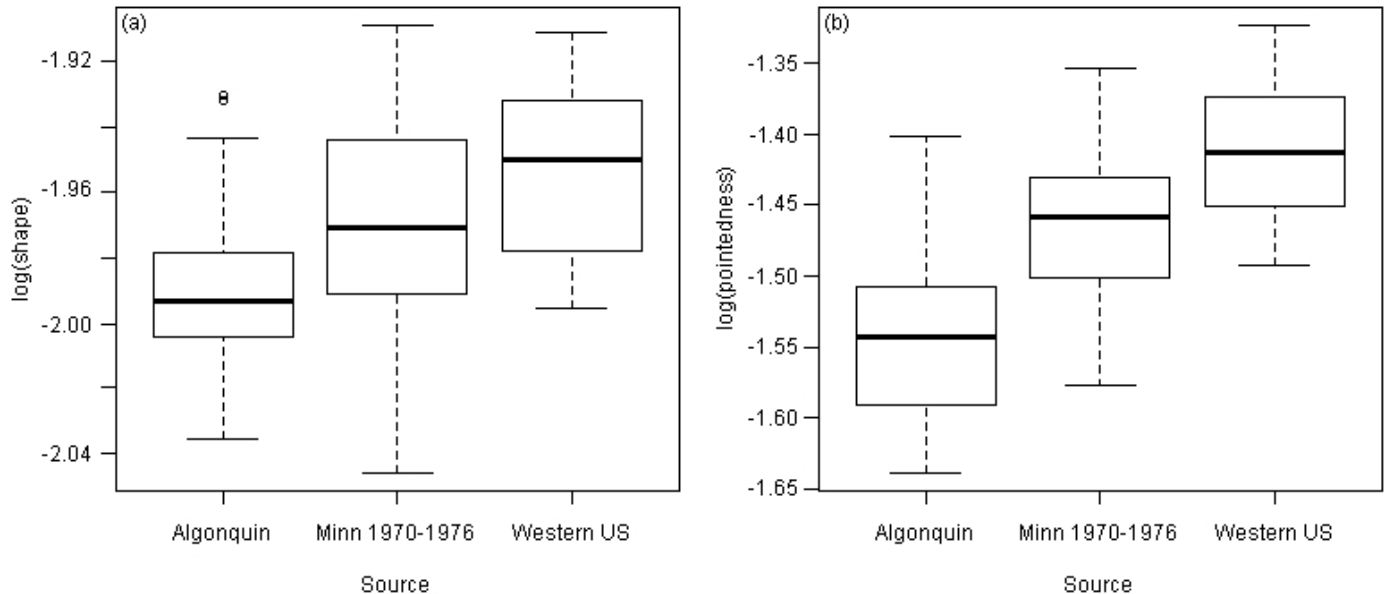 (a)
log(shape)
-1.92
-1.96
-2.00
-2.04
Algonquin
Minn 1970-1976
Western US
Source
(b)
log(pointedness)
-1.35
-1.40
-1.45
-1.50
-1.55
-1.60
-1.65
Algonquin
Minn 1970-1976
Western US
Source